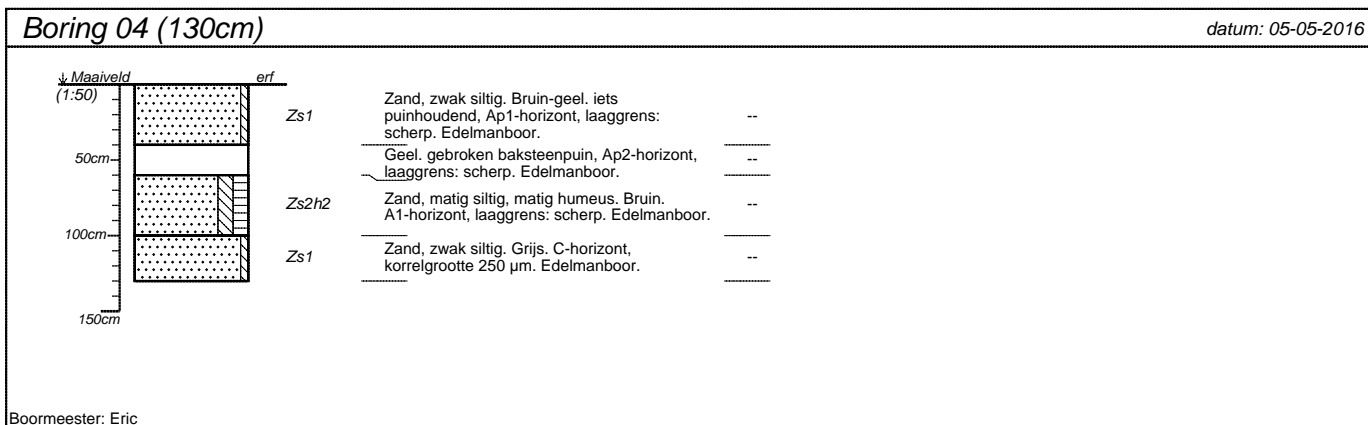 Boring 04 (130cm)
datum: 05-05-2016
Maaiveld
erf
(1:50)
Zs1
Zand, zwak siltig. Bruin-geel. iets
puinhoudend, Ap1-horizont, laaggrens:
scherp. Edelmanboor.
--
50cm
Geel. gebroken baksteenpuin, Ap2-horizont,
laaggrens: scherp. Edelmanboor.
--
Zs2h2
Zand, matig siltig, matig humeus. Bruin.
A1-horizont, laaggrens: scherp. Edelmanboor.
--
100cm
Zs1
Zand, zwak siltig. Grijs. C-horizont,
korrelgrootte 250 µm. Edelmanboor.
--
150cm
Boormeester: Eric